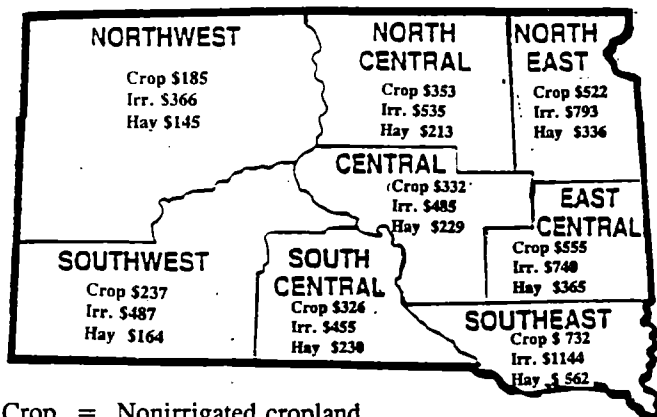 NORTHWEST
Crop $185
Irr. $366
Hay $145
NORTH
CENTRAL
Crop $353
Irr. $535
Hay $213
NORTH
EAST
Crop $522
Irr. $793
Hay $336
CENTRAL
Crop $332
Irr. $485
Hay $229
EAST
CENTRAL
Crop $555
Irr. $740
Hay $365
SOUTHWEST
Crop $237
Irr. $487
Hay $164
SOUTH
CENTRAL
Crop $326
Irr. $455
Hay $230
SOUTHEAST
Crop $ 732
Irr. $1144
Hay $ 562
Crop = Nonirrigated cropland